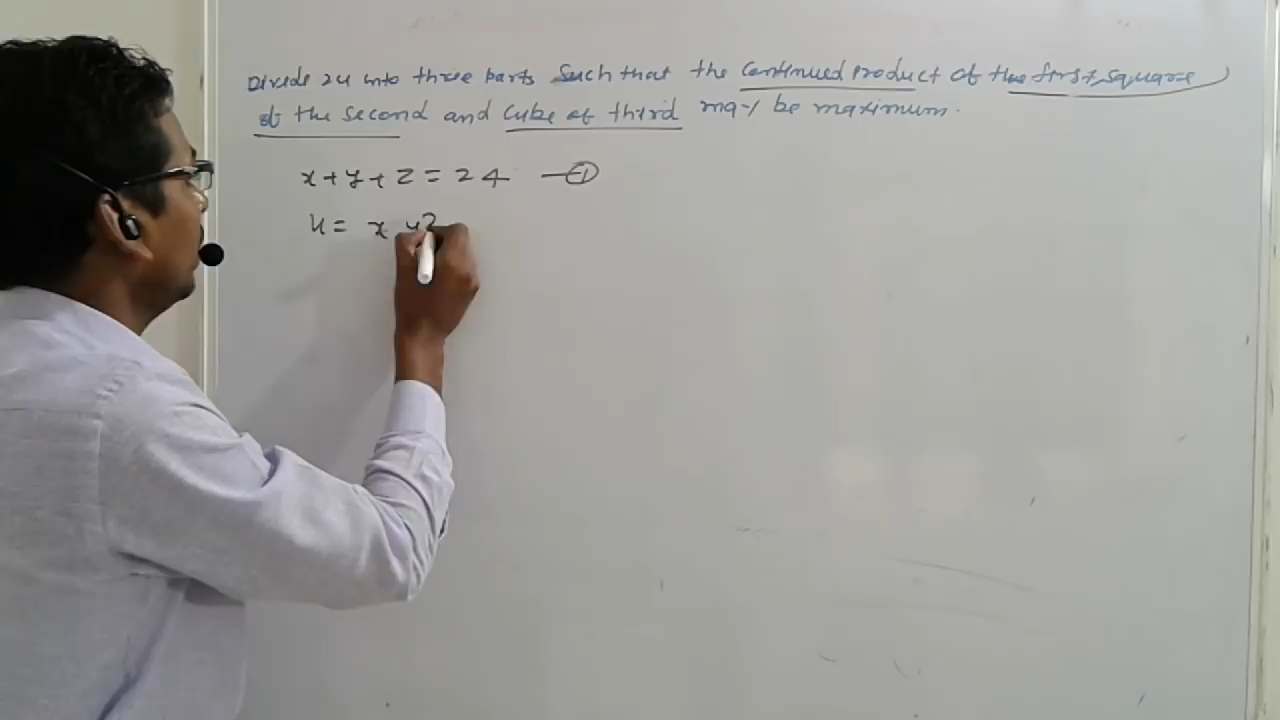 Divide 24 into three parts such that the continued product of the first, square
of the second and cube of third may be maximum.
x + y + z = 24 — ①
u = x y²